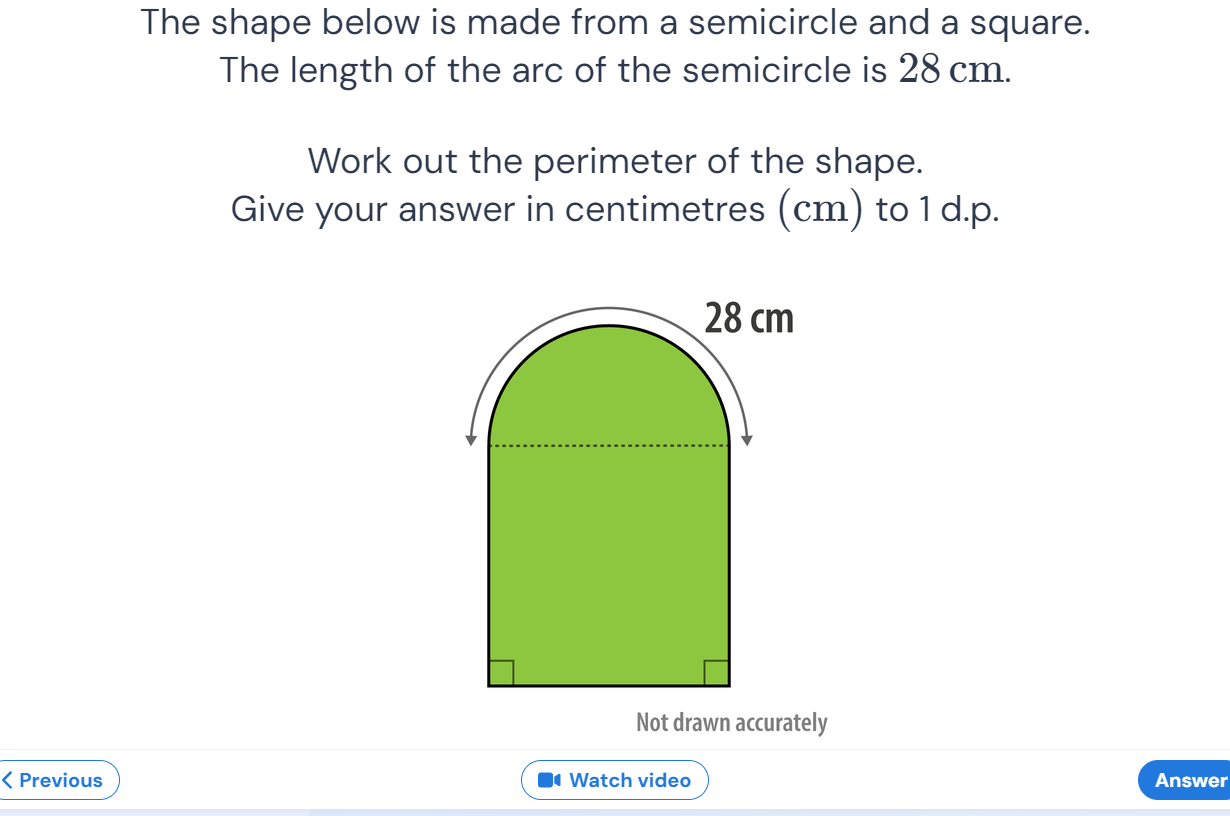 The shape below is made from a semicircle and a square.
The length of the arc of the semicircle is 28 cm.
Work out the perimeter of the shape.
Give your answer in centimetres (cm) to 1 d.p.
28 cm
Not drawn accurately
Previous
Watch video
Answer